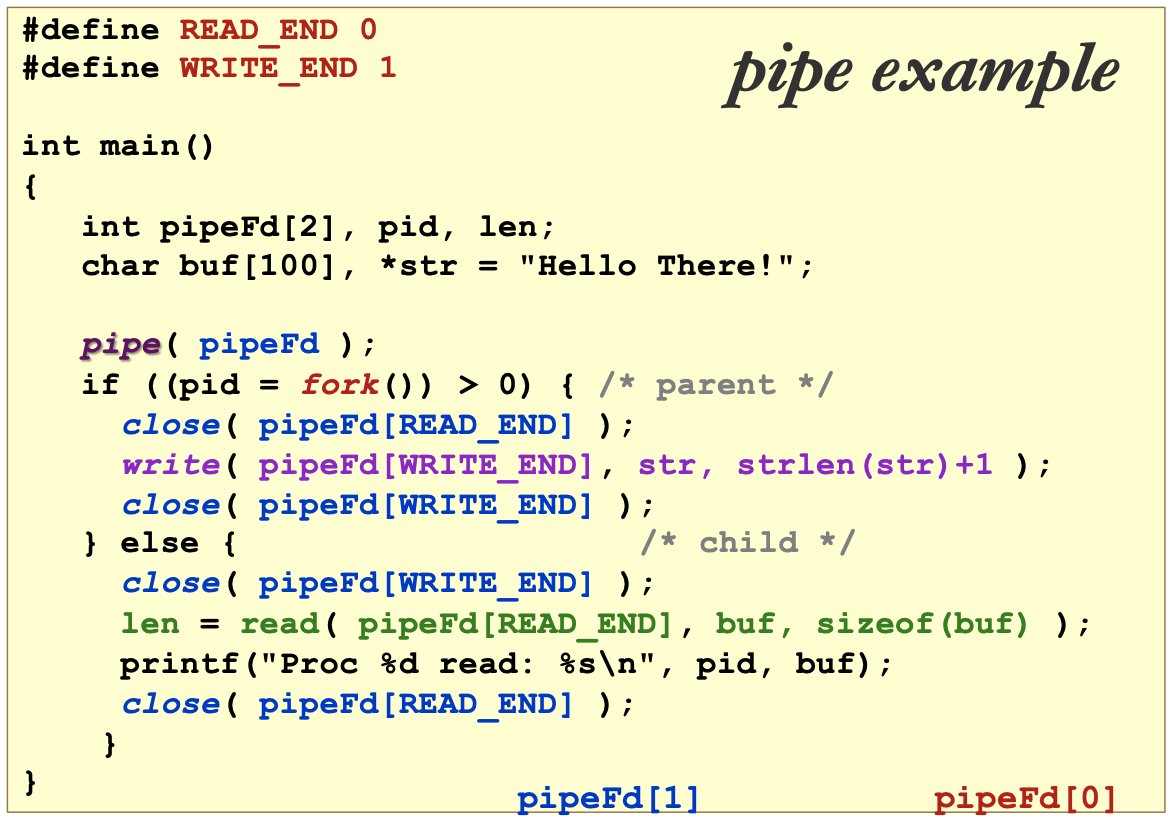 #define READ_END 0
#define WRITE_END 1
pipe example
int main()
{
int pipeFd[2], pid, len;
char buf[100], *str = "Hello There!";
pipe( pipeFd );
if ((pid = fork()) > 0) { /* parent */
close( pipeFd[READ_END] );
write( pipeFd[WRITE_END], str, strlen(str)+1 );
close( pipeFd[WRITE_END] );
} else { /* child */
close( pipeFd[WRITE_END] );
len = read( pipeFd[READ_END], buf, sizeof(buf) );
printf("Proc %d read: %s\n", pid, buf);
close( pipeFd[READ_END] );
}
}
pipeFd[1] pipeFd[0]